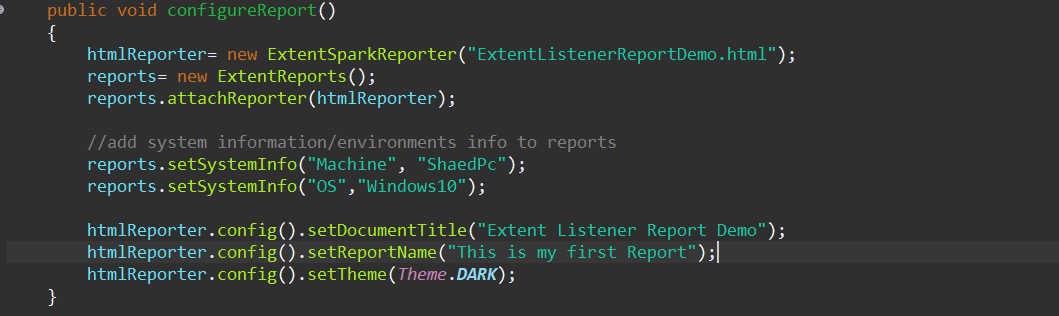 public void configureReport()
{
htmlReporter= new ExtentSparkReporter("ExtentListenerReportDemo.html");
reports= new ExtentReports();
reports.attachReporter(htmlReporter);
//add system information/environments info to reports
reports.setSystemInfo("Machine", "ShaedPc");
reports.setSystemInfo("OS","Windows10");
htmlReporter.config().setDocumentTitle("Extent Listener Report Demo");
htmlReporter.config().setReportName("This is my first Report");
htmlReporter.config().setTheme(Theme.DARK);
}